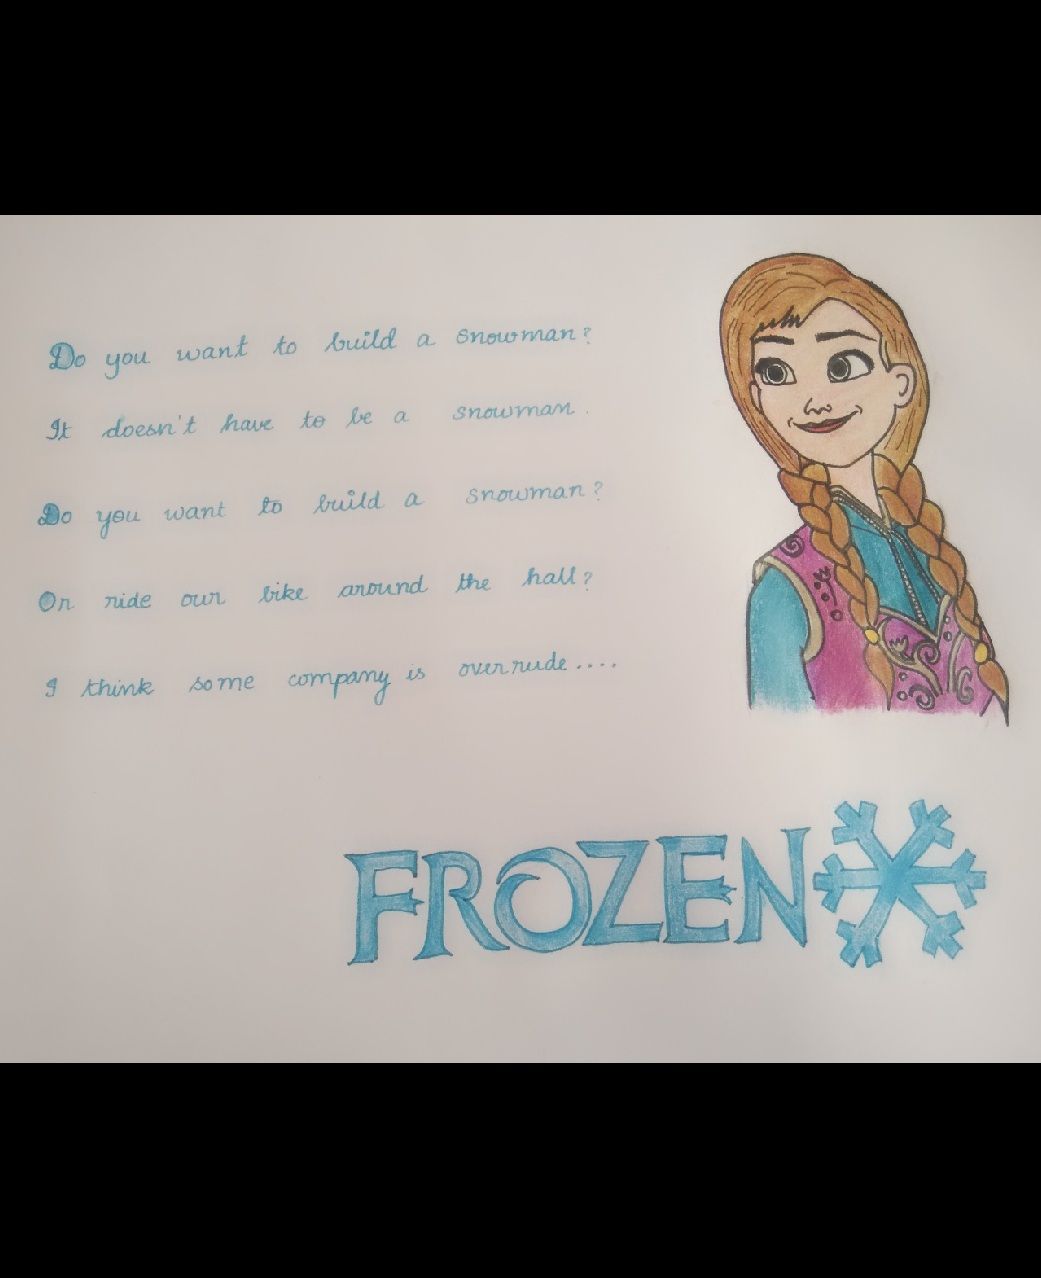 Do you want to build a snowman?
It doesn't have to be a snowman.
Do you want to build a snowman?
Or ride our bike around the hall?
I think some company is overrude....
FROZEN